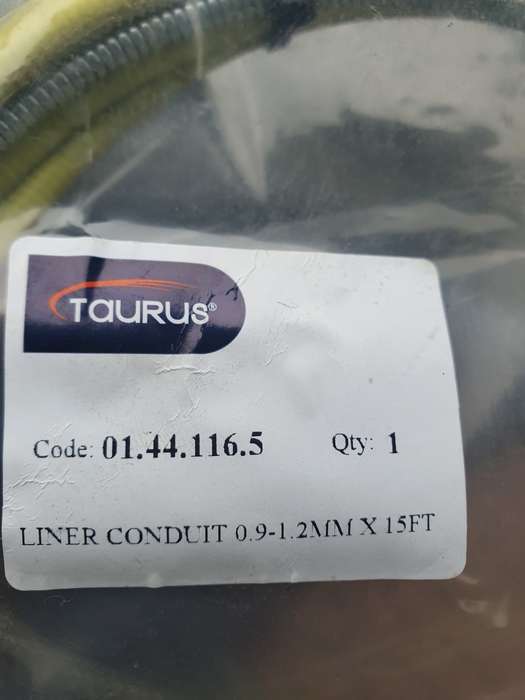 TAURUS®
Code: 01.44.116.5 Qty: 1
LINER CONDUIT 0.9-1.2MM X 15FT